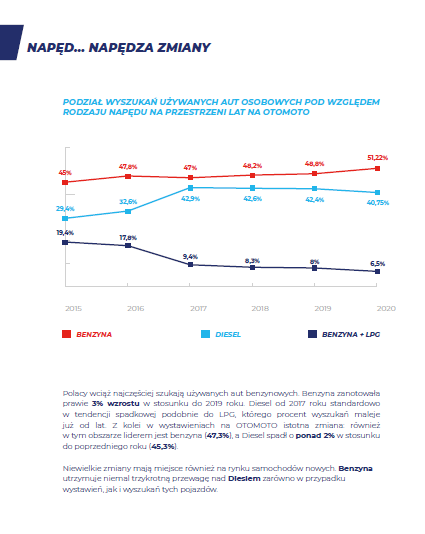 NAPĘD... NAPĘDZA ZMIANY
PODZIAŁ WYSZUKAŃ UŻYWANYCH AUT OSOBOWYCH POD WZGLĘDEM
RODZAJU NAPĘDU NA PRZESTRZENI LAT NA OTOMOTO
45% 47,8% 47% 48,2% 48,8% 51,22%
29,4% 32,6% 42,9% 42,6% 42,4% 40,75%
19,4% 17,8% 9,4% 8,3% 8% 6,5%
2015 2016 2017 2018 2019 2020
BENZYNA DIESEL BENZYNA + LPG
Polacy wciąż najczęściej szukają używanych aut benzynowych. Benzyna zanotowała
prawie 3% wzrostu w stosunku do 2019 roku. Diesel od 2017 roku standardowo
w tendencji spadkowej podobnie do LPG, którego procent wyszukań maleje
już od lat. Z kolei w wystawieniach na OTOMOTO istotna zmiana: również
w tym obszarze liderem jest benzyna (47,3%), a Diesel spadł o ponad 2% w stosunku
do poprzedniego roku (45,3%).
Niewielkie zmiany mają miejsce również na rynku samochodów nowych. Benzyna
utrzymuje niemal trzykrotną przewagę nad Dieslem zarówno w przypadku
wystawień, jak i wyszukań tych pojazdów.